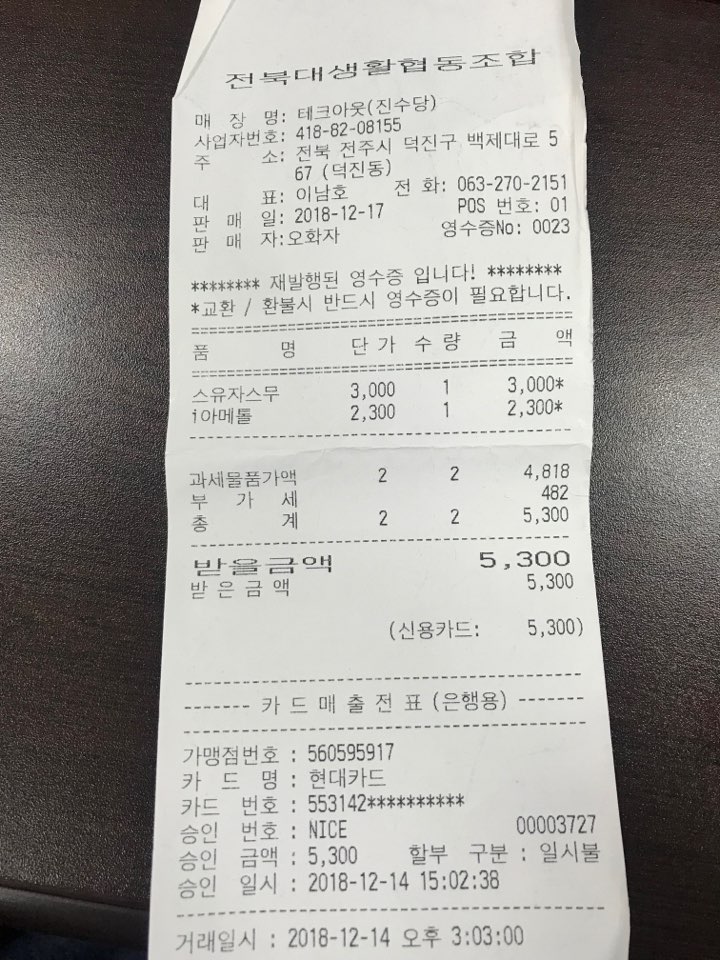 전북대생활협동조합
매 장 명: 테크아웃(진수당)
사업자번호: 418-82-08155
주 소: 전북 전주시 덕진구 백제대로 5
67 (덕진동)
대 표: 이남호 전 화: 063-270-2151
판 매 일: 2018-12-17 POS 번호: 01
판 매 자:오화자 영수증No: 0023
******** 재발행된 영수증 입니다! ********
*교환 / 환불시 반드시 영수증이 필요합니다.
품 명 단 가 수 량 금 액
스유자스무 3,000 1 3,000*
i아메톨 2,300 1 2,300*
과세물품가액 2 2 4,818
부 가 세 482
총 계 2 2 5,300
받을금액 5,300
받 은 금 액 5,300
(신용카드: 5,300)
------- 카 드 매 출 전 표 (은행용) -------
가맹점번호 : 560595917
카 드 명 : 현대카드
카드 번호 : 553142**********
승인 번호 : NICE 00003727
승인 금액 : 5,300 할부 구분 : 일시불
승인 일시 : 2018-12-14 15:02:38
거래일시 : 2018-12-14 오후 3:03:00